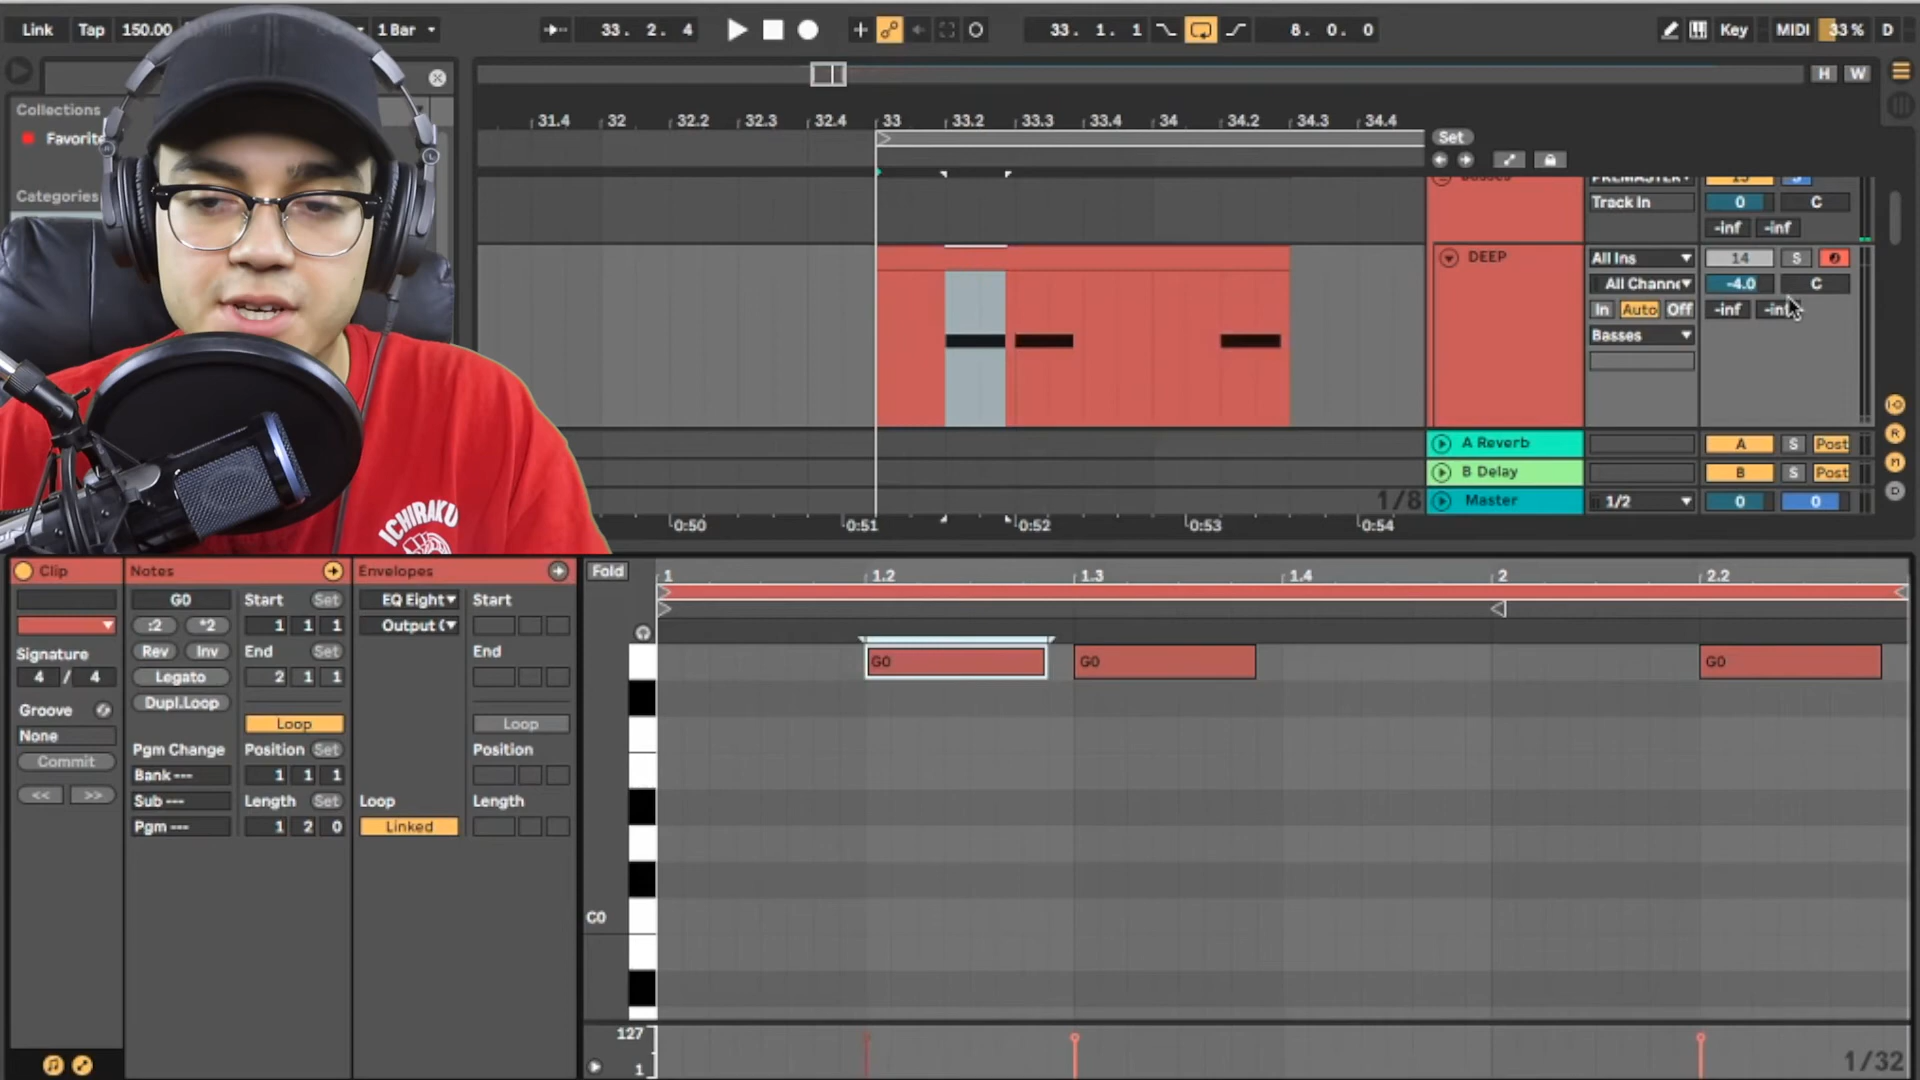 Link Tap 150.00 1 Bar 33. 2. 4 33. 1. 1 8. 0. 0 Key MIDI 33 % D
H W
Collections
Favorite
Categories
31.4 32 32.2 32.3 32.4 33 33.2 33.3 33.4 34 34.2 34.3 34.4
Set
Track In 0 C
-inf -inf
DEEP All Ins 14 S
All Channe -4.0 C
In Auto Off -inf -inf
Basses
A Reverb A S Post
B Delay B S Post
1/8 Master 1/2 0 0
0:50 0:51 0:52 0:53 0:54
ICHIRAKU
Clip Notes Envelopes Fold 1 1.2 1.3 1.4 2 2.2
G0 Start Set EQ Eight Start
:2 *2 1 1 1 Output (
Signature Rev Inv End Set End
4 / 4 Legato 2 1 1
Groove Dupl.Loop
None Loop Loop
Commit Pgm Change Position Set Position
<< >> Bank --- 1 1 1
Sub --- Length Set Loop Length
Pgm --- 1 2 0 Linked
G0 G0 G0
C0
127
1
1/32